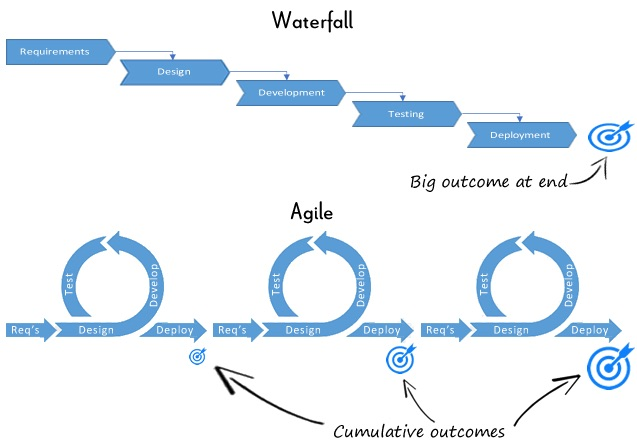 Waterfall
Requirements
Design
Development
Testing
Deployment
Big outcome at end
Agile
Test
Develop
Req's
Design
Deploy
Test
Develop
Req's
Design
Deploy
Test
Develop
Req's
Design
Deploy
Cumulative outcomes